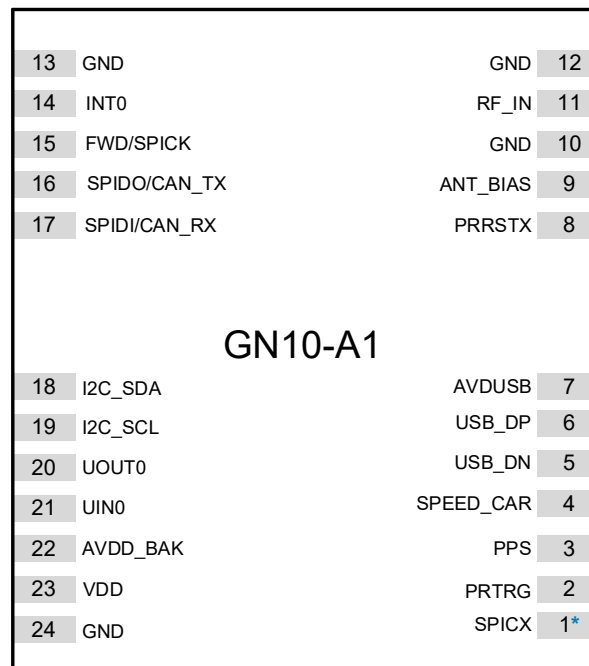 13 GND GND 12
14 INT0 RF_IN 11
15 FWD/SPICK GND 10
16 SPIDO/CAN_TX ANT_BIAS 9
17 SPIDI/CAN_RX PRRSTX 8
GN10-A1
18 I2C_SDA AVDUSB 7
19 I2C_SCL USB_DP 6
20 UOUT0 USB_DN 5
21 UIN0 SPEED_CAR 4
22 AVDD_BAK PPS 3
23 VDD PRTRG 2
24 GND SPICX 1*